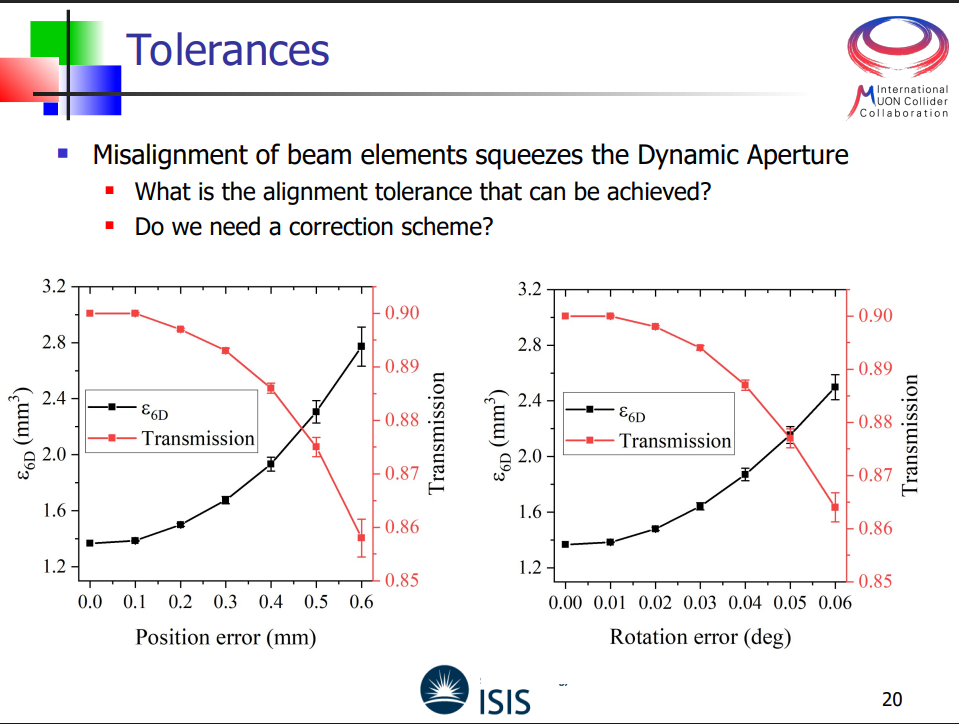 Tolerances
International
MUON Collider
Collaboration
Misalignment of beam elements squeezes the Dynamic Aperture
What is the alignment tolerance that can be achieved?
Do we need a correction scheme?
3.2
2.8
2.4
2.0
1.6
1.2
ε6D (mm³)
ε6D
Transmission
0.90
0.89
0.88
0.87
0.86
0.85
Transmission
0.0 0.1 0.2 0.3 0.4 0.5 0.6
Position error (mm)
3.2
2.8
2.4
2.0
1.6
1.2
ε6D (mm³)
ε6D
Transmission
0.90
0.89
0.88
0.87
0.86
0.85
Transmission
0.00 0.01 0.02 0.03 0.04 0.05 0.06
Rotation error (deg)
ISIS
20